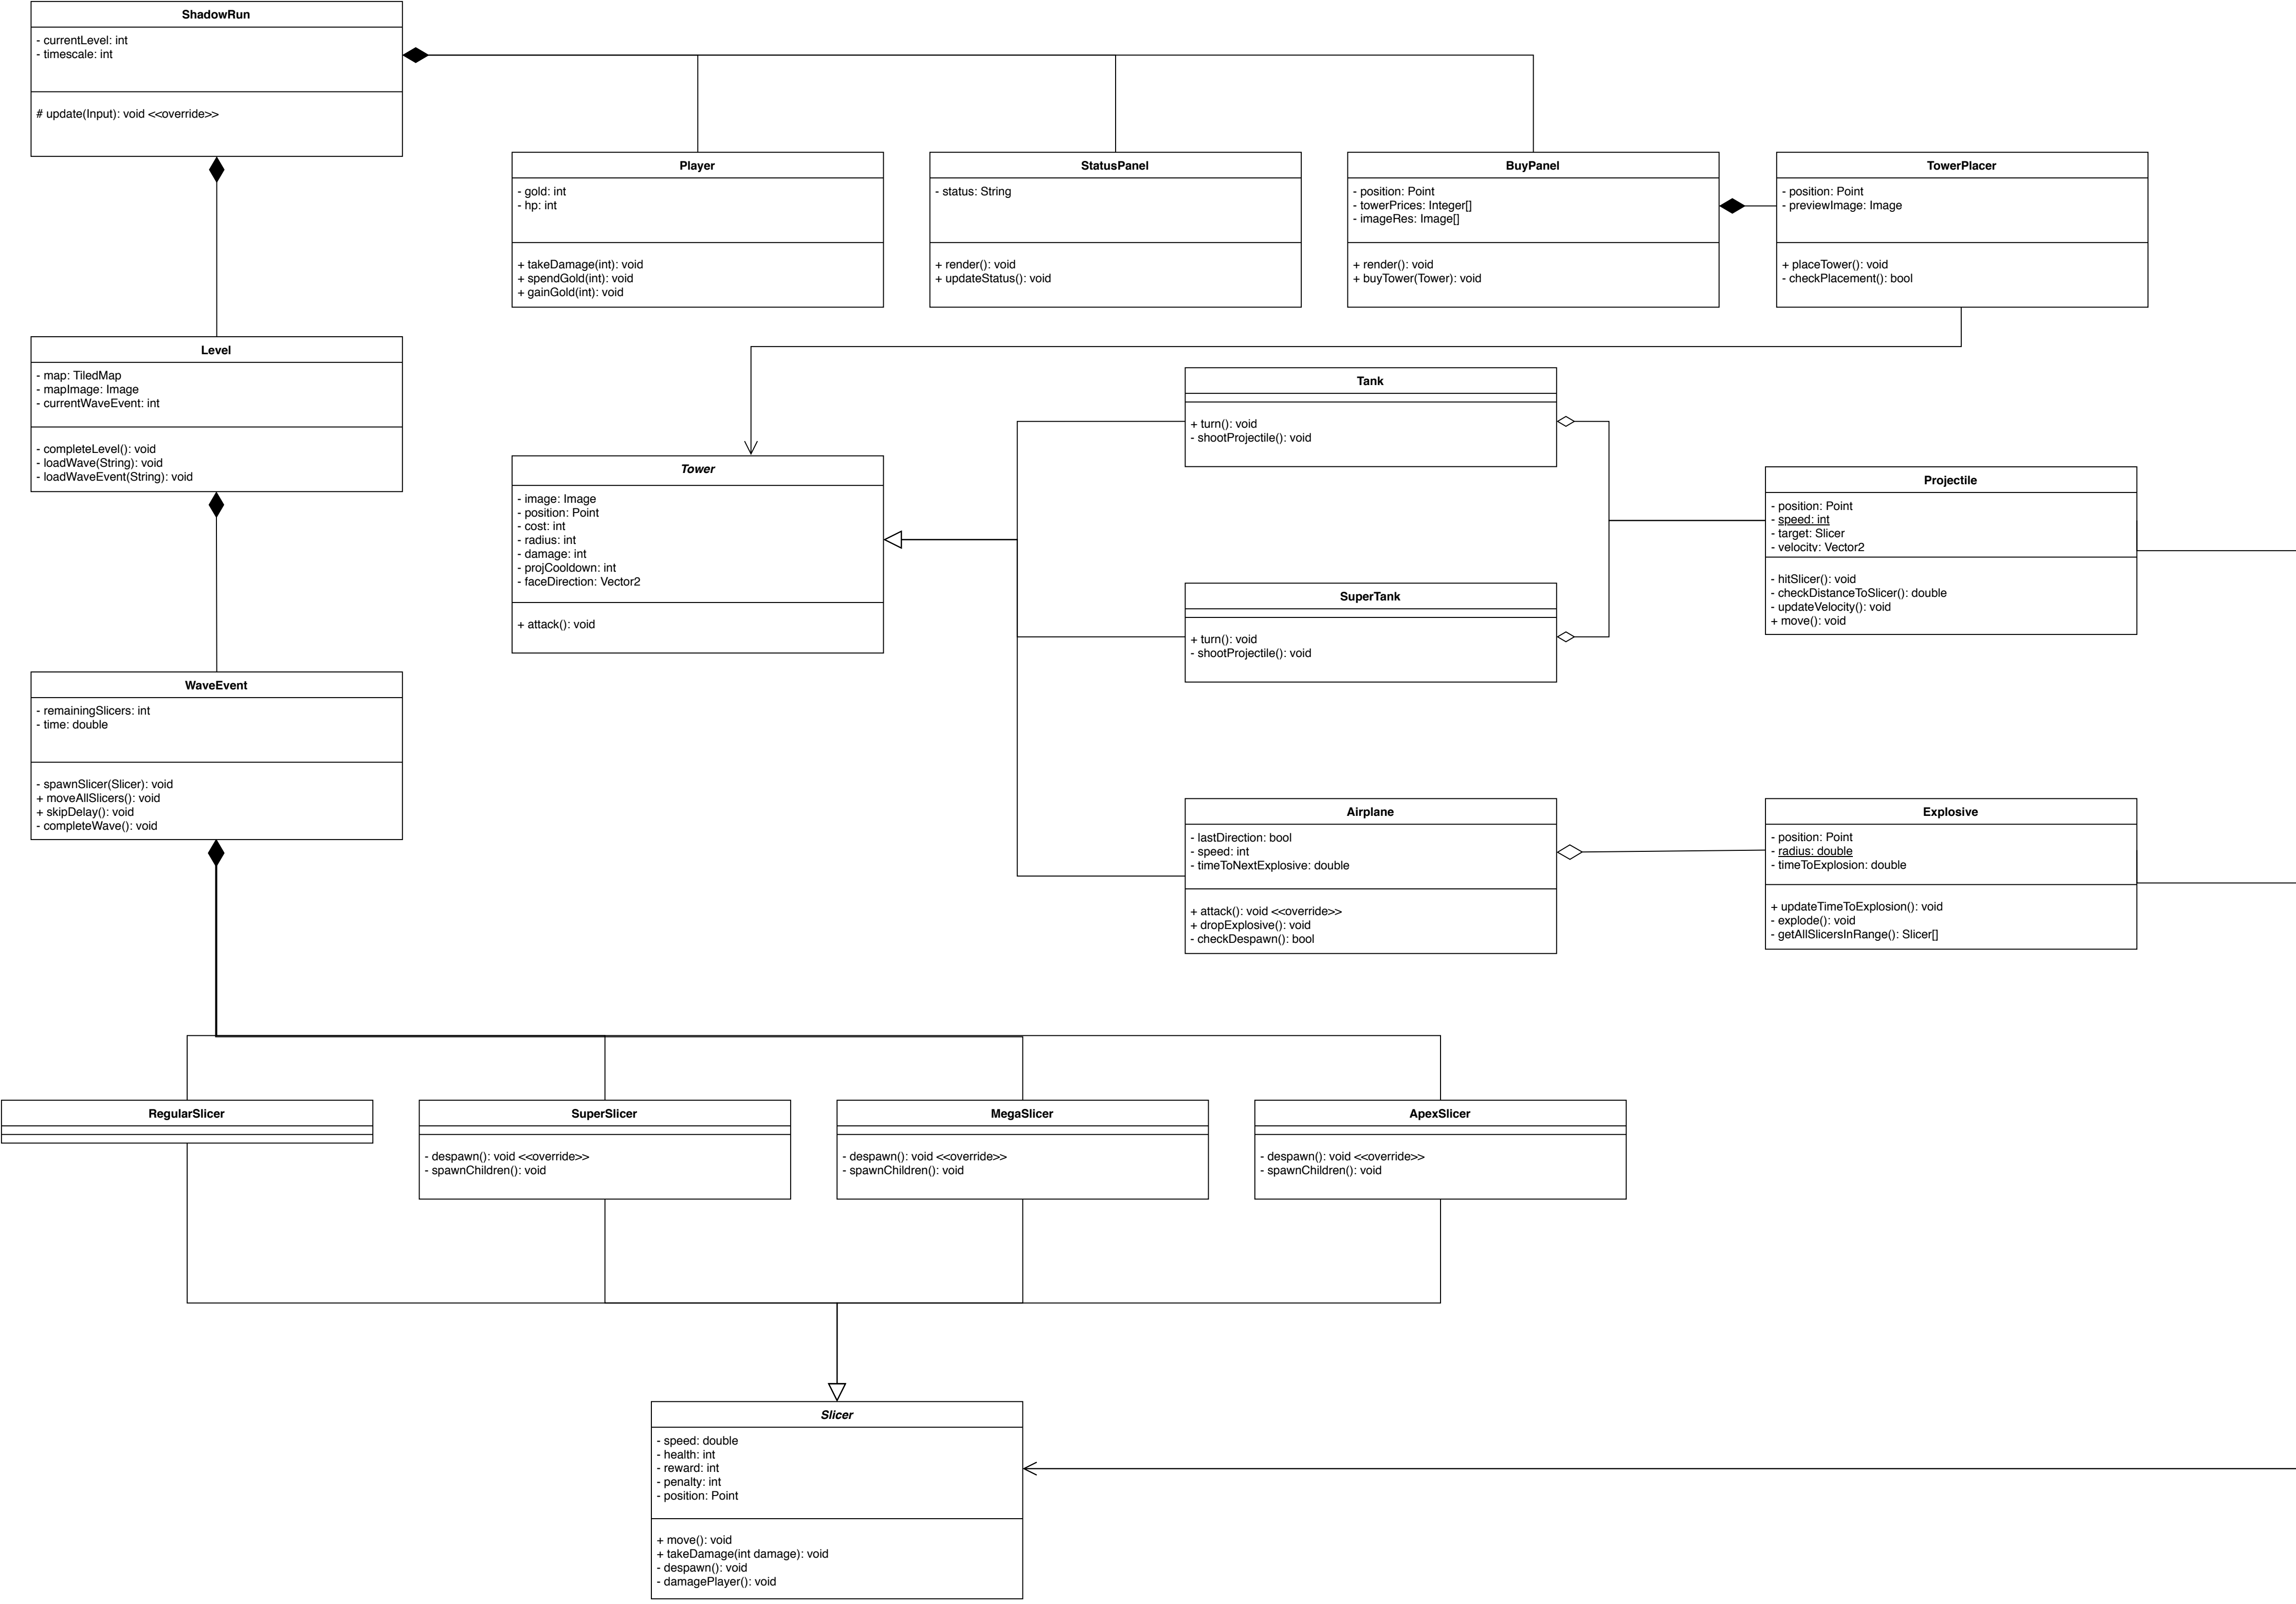 ShadowRun
- currentLevel: int
- timescale: int
# update(Input): void <<override>>
Player
- gold: int
- hp: int
+ takeDamage(int): void
+ spendGold(int): void
+ gainGold(int): void
StatusPanel
- status: String
+ render(): void
+ updateStatus(): void
BuyPanel
- position: Point
- towerPrices: Integer[]
- imageRes: Image[]
+ render(): void
+ buyTower(Tower): void
TowerPlacer
- position: Point
- previewImage: Image
+ placeTower(): void
- checkPlacement(): bool
Level
- map: TiledMap
- mapImage: Image
- currentWaveEvent: int
- completeLevel(): void
- loadWave(String): void
- loadWaveEvent(String): void
Tower
- image: Image
- position: Point
- cost: int
- radius: int
- damage: int
- projCooldown: int
- faceDirection: Vector2
+ attack(): void
Tank
+ turn(): void
- shootProjectile(): void
SuperTank
+ turn(): void
- shootProjectile(): void
Projectile
- position: Point
- speed: int
- target: Slicer
- velocity: Vector2
- hitSlicer(): void
- checkDistanceToSlicer(): double
- updateVelocity(): void
+ move(): void
WaveEvent
- remainingSlicers: int
- time: double
- spawnSlicer(Slicer): void
+ moveAllSlicers(): void
+ skipDelay(): void
- completeWave(): void
Airplane
- lastDirection: bool
- speed: int
- timeToNextExplosive: double
+ attack(): void <<override>>
+ dropExplosive(): void
- checkDespawn(): bool
Explosive
- position: Point
- radius: double
- timeToExplosion: double
+ updateTimeToExplosion(): void
- explode(): void
- getAllSlicersInRange(): Slicer[]
RegularSlicer
SuperSlicer
- despawn(): void <<override>>
- spawnChildren(): void
MegaSlicer
- despawn(): void <<override>>
- spawnChildren(): void
ApexSlicer
- despawn(): void <<override>>
- spawnChildren(): void
Slicer
- speed: double
- health: int
- reward: int
- penalty: int
- position: Point
+ move(): void
+ takeDamage(int damage): void
- despawn(): void
- damagePlayer(): void